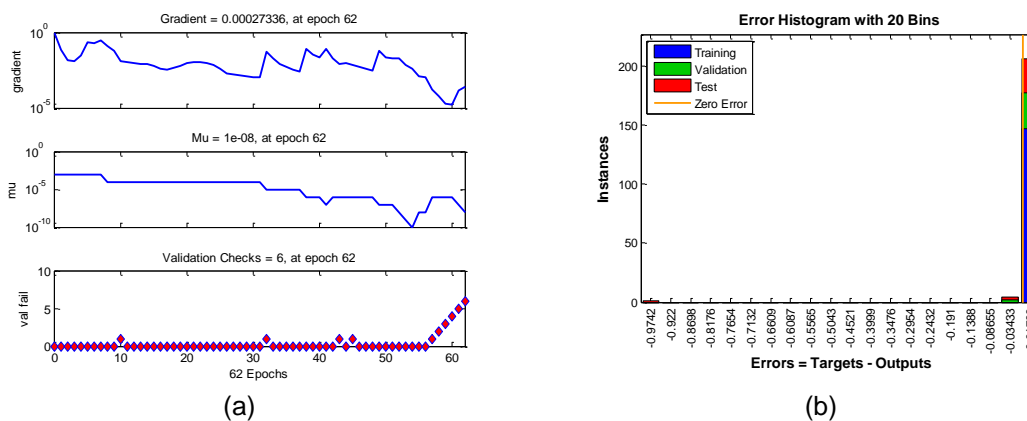 Gradient = 0.00027336, at epoch 62
10^0
10^-5
gradient
Mu = 1e-08, at epoch 62
10^0
10^-5
10^-10
mu
Validation Checks = 6, at epoch 62
10
5
0
val fail
0 10 20 30 40 50 60
62 Epochs
(a)
Error Histogram with 20 Bins
Training
Validation
Test
Zero Error
200
150
100
50
0
Instances
-0.9742 -0.922 -0.8698 -0.8176 -0.7654 -0.7132 -0.6609 -0.6087 -0.5565 -0.5043 -0.4521 -0.3999 -0.3476 -0.2954 -0.2432 -0.191 -0.1388 -0.08655 -0.03433
Errors = Targets - Outputs
(b)